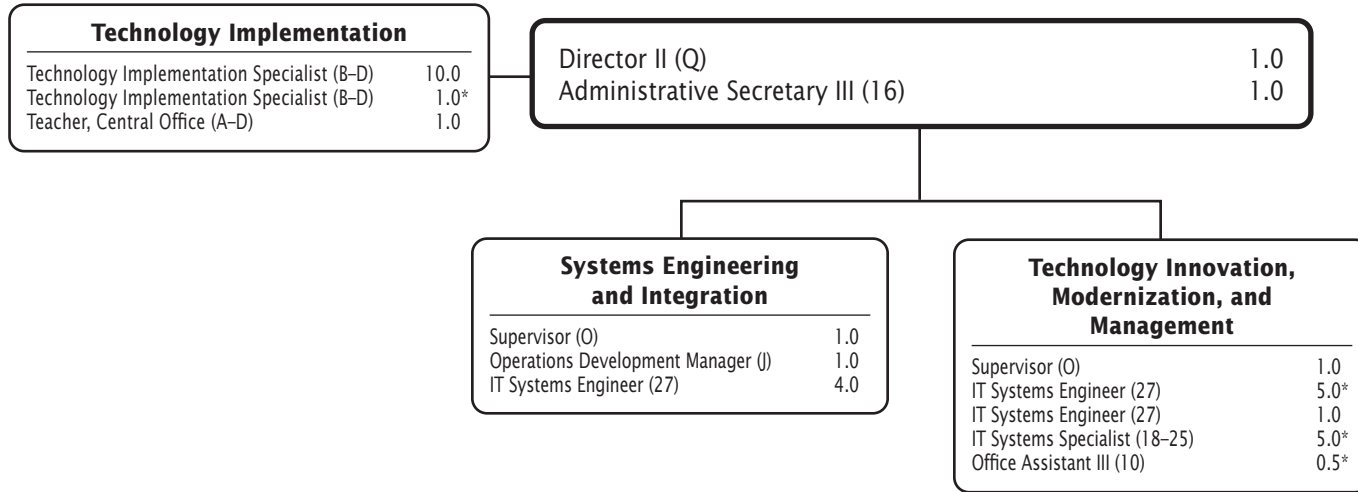 Technology Implementation
Technology Implementation Specialist (B–D) 10.0
Technology Implementation Specialist (B–D) 1.0*
Teacher, Central Office (A–D) 1.0
Director II (Q) 1.0
Administrative Secretary III (16) 1.0
Systems Engineering
and Integration
Supervisor (O) 1.0
Operations Development Manager (J) 1.0
IT Systems Engineer (27) 4.0
Technology Innovation,
Modernization, and
Management
Supervisor (O) 1.0
IT Systems Engineer (27) 5.0*
IT Systems Engineer (27) 1.0
IT Systems Specialist (18–25) 5.0*
Office Assistant III (10) 0.5*